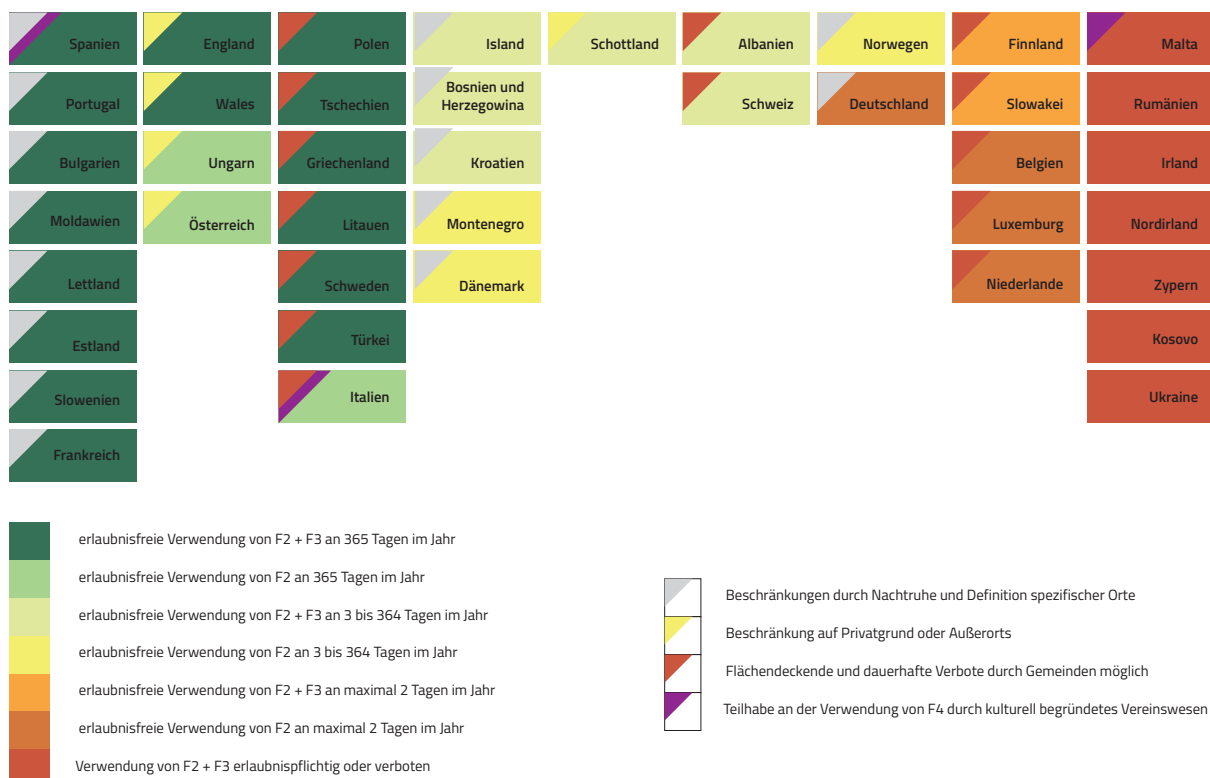 Spanien
England
Polen
Island
Schottland
Albanien
Norwegen
Finnland
Malta
Portugal
Wales
Tschechien
Bosnien und
Herzegowina
Schweiz
Deutschland
Slowakei
Rumänien
Bulgarien
Ungarn
Griechenland
Kroatien
Belgien
Irland
Moldawien
Österreich
Litauen
Montenegro
Luxemburg
Nordirland
Lettland
Schweden
Dänemark
Niederlande
Zypern
Estland
Türkei
Kosovo
Slowenien
Italien
Ukraine
Frankreich
erlaubnisfreie Verwendung von F2 + F3 an 365 Tagen im Jahr
erlaubnisfreie Verwendung von F2 an 365 Tagen im Jahr
erlaubnisfreie Verwendung von F2 + F3 an 3 bis 364 Tagen im Jahr
erlaubnisfreie Verwendung von F2 an 3 bis 364 Tagen im Jahr
erlaubnisfreie Verwendung von F2 + F3 an maximal 2 Tagen im Jahr
erlaubnisfreie Verwendung von F2 an maximal 2 Tagen im Jahr
Verwendung von F2 + F3 erlaubnispflichtig oder verboten
Beschränkungen durch Nachtruhe und Definition spezifischer Orte
Beschränkung auf Privatgrund oder Außerorts
Flächendeckende und dauerhafte Verbote durch Gemeinden möglich
Teilhabe an der Verwendung von F4 durch kulturell begründetes Vereinswesen